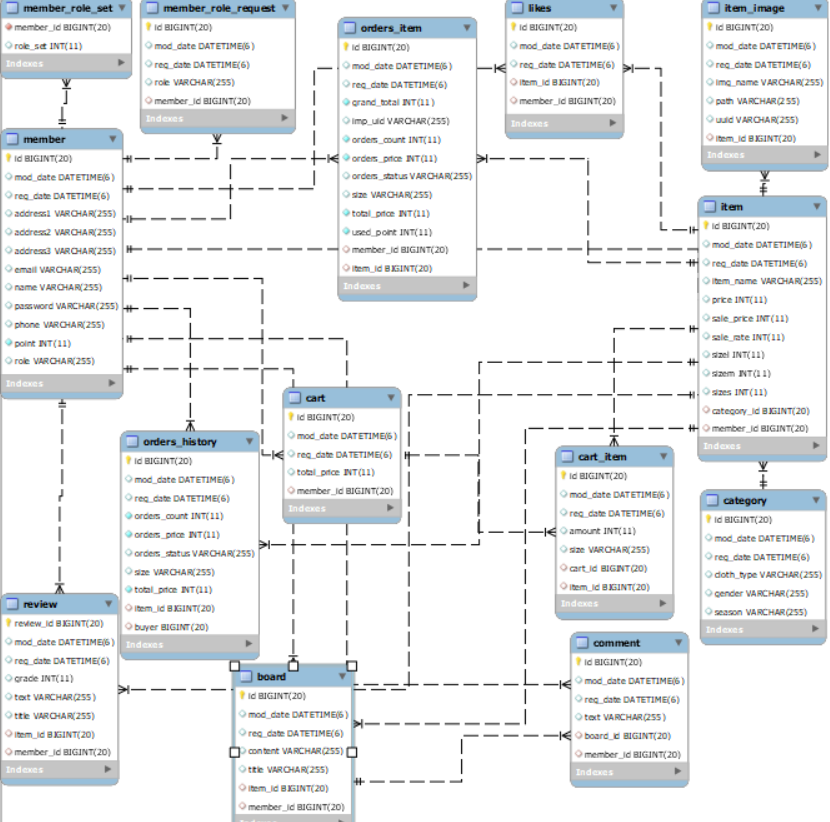 member_role_set
member_id BIGINT(20)
role_set INT(11)
Indexes
member_role_request
id BIGINT(20)
mod_date DATETIME(6)
req_date DATETIME(6)
role VARCHAR(255)
member_id BIGINT(20)
Indexes
orders_item
id BIGINT(20)
mod_date DATETIME(6)
req_date DATETIME(6)
grand_total INT(11)
imp_uid VARCHAR(255)
orders_count INT(11)
orders_price INT(11)
orders_status VARCHAR(255)
size VARCHAR(255)
total_price INT(11)
used_point INT(11)
member_id BIGINT(20)
item_id BIGINT(20)
Indexes
likes
id BIGINT(20)
mod_date DATETIME(6)
req_date DATETIME(6)
item_id BIGINT(20)
member_id BIGINT(20)
Indexes
item_image
id BIGINT(20)
mod_date DATETIME(6)
req_date DATETIME(6)
img_name VARCHAR(255)
path VARCHAR(255)
uuid VARCHAR(255)
item_id BIGINT(20)
Indexes
member
id BIGINT(20)
mod_date DATETIME(6)
req_date DATETIME(6)
address1 VARCHAR(255)
address2 VARCHAR(255)
address3 VARCHAR(255)
email VARCHAR(255)
name VARCHAR(255)
password VARCHAR(255)
phone VARCHAR(255)
point INT(11)
role VARCHAR(255)
Indexes
item
id BIGINT(20)
mod_date DATETIME(6)
req_date DATETIME(6)
item_name VARCHAR(255)
price INT(11)
sale_price INT(11)
sale_rate INT(11)
sizel INT(11)
sizem INT(11)
sizes INT(11)
category_id BIGINT(20)
member_id BIGINT(20)
Indexes
cart
id BIGINT(20)
mod_date DATETIME(6)
req_date DATETIME(6)
total_price INT(11)
member_id BIGINT(20)
Indexes
orders_history
id BIGINT(20)
mod_date DATETIME(6)
req_date DATETIME(6)
orders_count INT(11)
orders_price INT(11)
orders_status VARCHAR(255)
size VARCHAR(255)
total_price INT(11)
item_id BIGINT(20)
buyer BIGINT(20)
Indexes
cart_item
id BIGINT(20)
mod_date DATETIME(6)
req_date DATETIME(6)
amount INT(11)
size VARCHAR(255)
cart_id BIGINT(20)
item_id BIGINT(20)
Indexes
category
id BIGINT(20)
mod_date DATETIME(6)
req_date DATETIME(6)
cloth_type VARCHAR(255)
gender VARCHAR(255)
season VARCHAR(255)
Indexes
review
review_id BIGINT(20)
mod_date DATETIME(6)
req_date DATETIME(6)
grade INT(11)
text VARCHAR(255)
title VARCHAR(255)
item_id BIGINT(20)
member_id BIGINT(20)
Indexes
board
id BIGINT(20)
mod_date DATETIME(6)
req_date DATETIME(6)
content VARCHAR(255)
title VARCHAR(255)
item_id BIGINT(20)
member_id BIGINT(20)
comment
id BIGINT(20)
mod_date DATETIME(6)
req_date DATETIME(6)
text VARCHAR(255)
board_id BIGINT(20)
member_id BIGINT(20)
Indexes